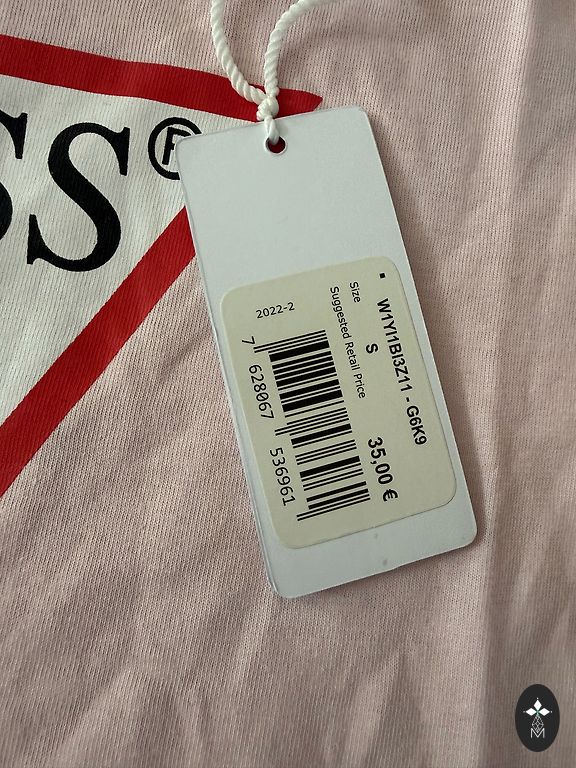 SS®
2022-2
W1YI1BI3Z11 - G6K9
Size
S
Suggested Retail Price
35,00 €
7 628067 536961
M